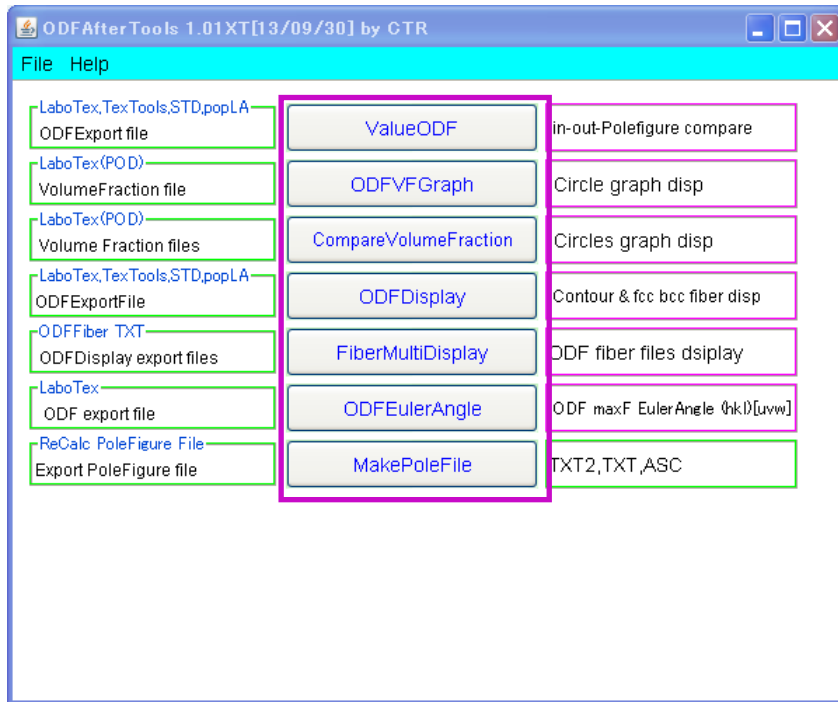 ODFAfterTools 1.01XT[13/09/30] by CTR
File Help
LaboTex,TexTools,STD,popLA
ODFExport file
ValueODF
in-out-Polefigure compare
LaboTex(POD)
VolumeFraction file
ODFVFGraph
Circle graph disp
LaboTex(POD)
Volume Fraction files
CompareVolumeFraction
Circles graph disp
LaboTex,TexTools,STD,popLA
ODFExportFile
ODFDisplay
Contour & fcc bcc fiber disp
ODFFiber TXT
ODFDisplay export files
FiberMultiDisplay
ODF fiber files dsiplay
LaboTex
ODF export file
ODFEulerAngle
ODF maxF EulerAngle (hkl)[uvw]
ReCalc PoleFigure File
Export PoleFigure file
MakePoleFile
TXT2,TXT,ASC